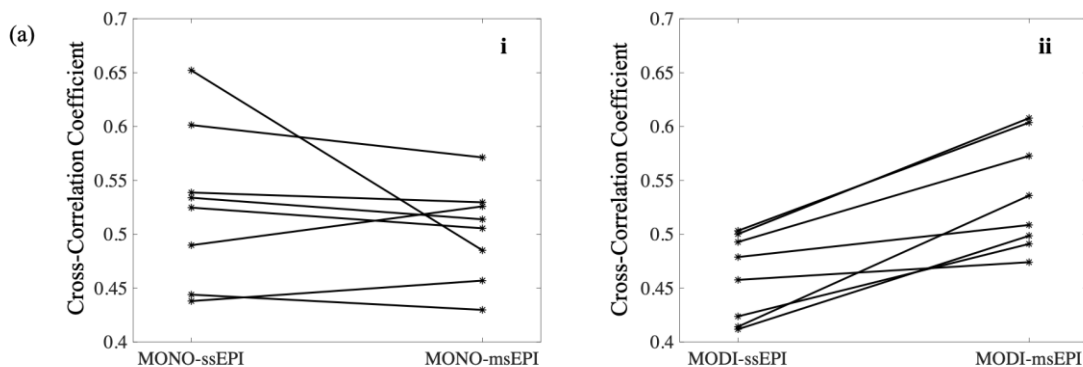 (a)
i
Cross-Correlation Coefficient
0.7
0.65
0.6
0.55
0.5
0.45
0.4
MONO-ssEPI
MONO-msEPI
ii
Cross-Correlation Coefficient
0.7
0.65
0.6
0.55
0.5
0.45
0.4
MODI-ssEPI
MODI-msEPI